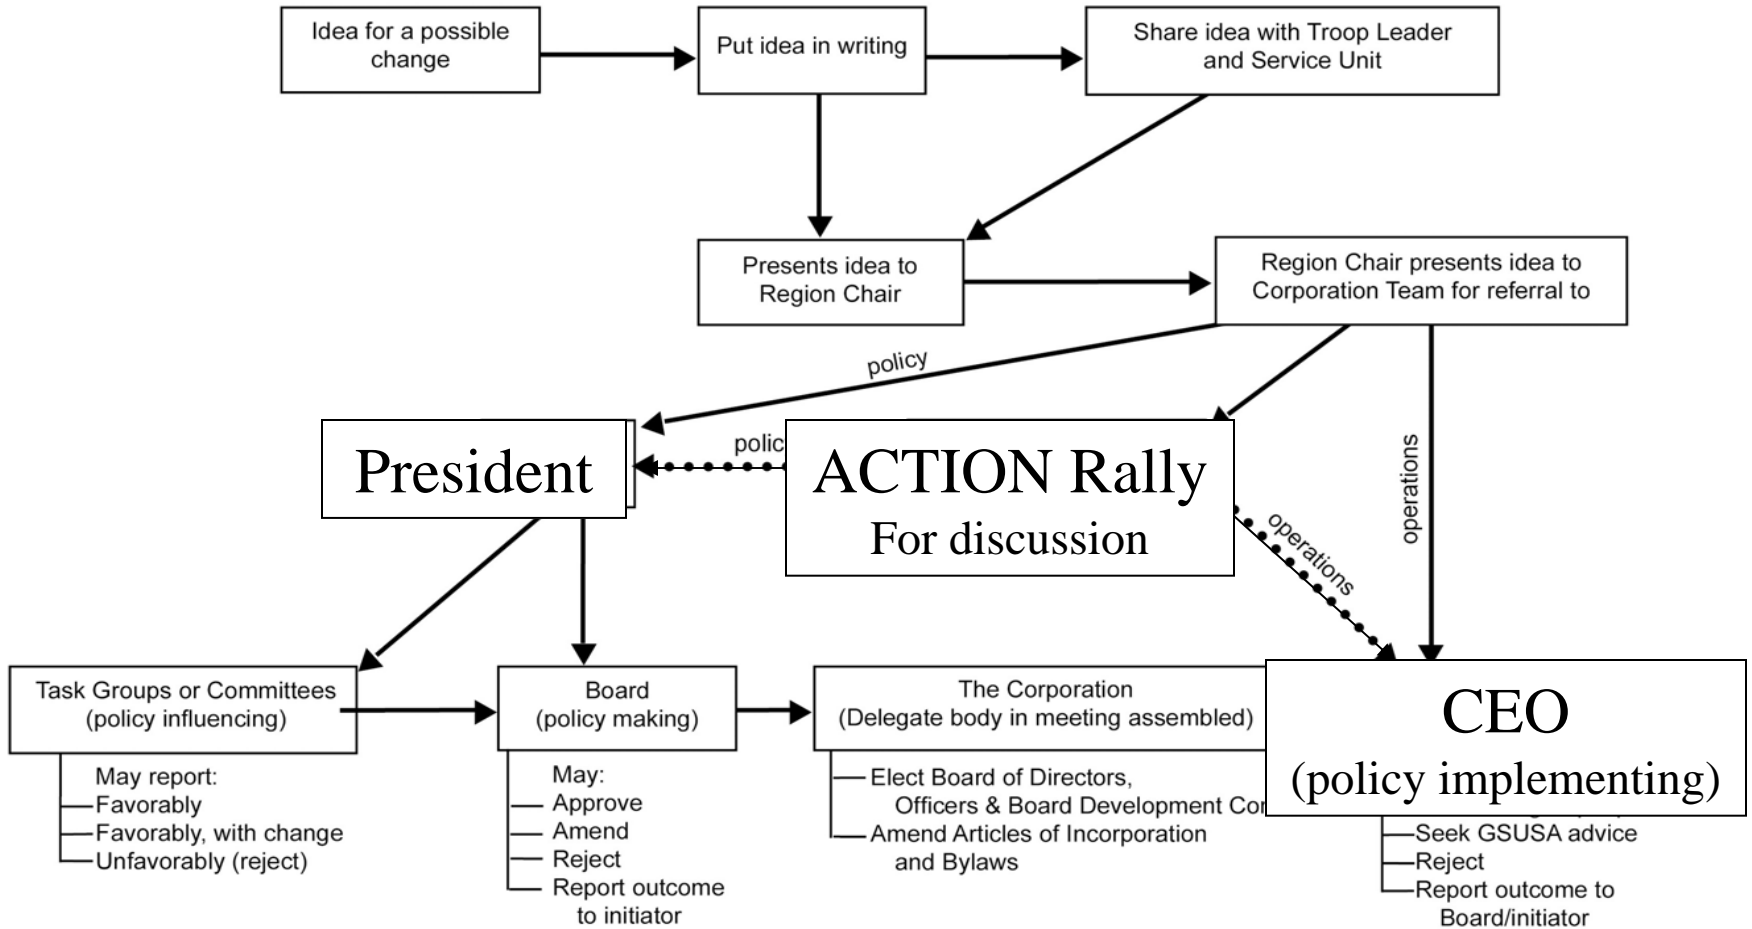 Idea for a possible
change
Put idea in writing
Share idea with Troop Leader
and Service Unit
Presents idea to
Region Chair
Region Chair presents idea to
Corporation Team for referral to
policy
President
polic
ACTION Rally
For discussion
operations
operations
Task Groups or Committees
(policy influencing)
May report:
Favorably
Favorably, with change
Unfavorably (reject)
Board
(policy making)
May:
Approve
Amend
Reject
Report outcome
to initiator
The Corporation
(Delegate body in meeting assembled)
Elect Board of Directors,
Officers & Board Development Co
Amend Articles of Incorporation
and Bylaws
CEO
(policy implementing)
Seek GSUSA advice
Reject
Report outcome to
Board/initiator